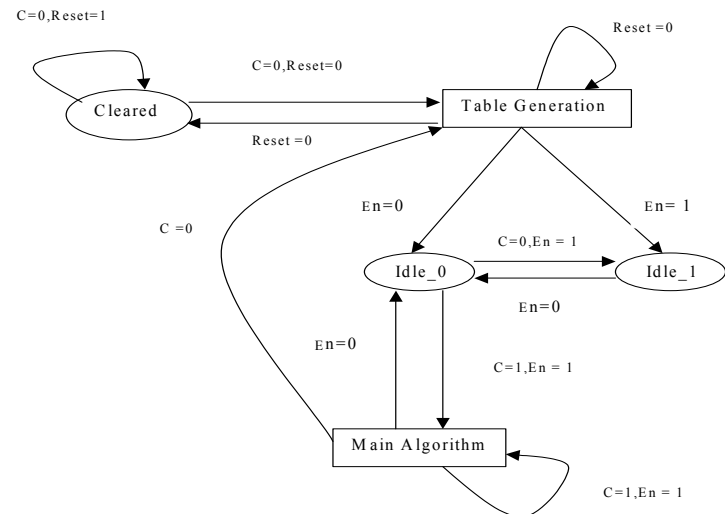 C=0,Reset=1
Reset =0
C=0,Reset=0
Cleared
Table Generation
Reset =0
En=0
En= 1
C =0
C=0,En = 1
Idle_0
Idle_1
En=0
En=0
C=1,En = 1
Main Algorithm
C=1,En = 1